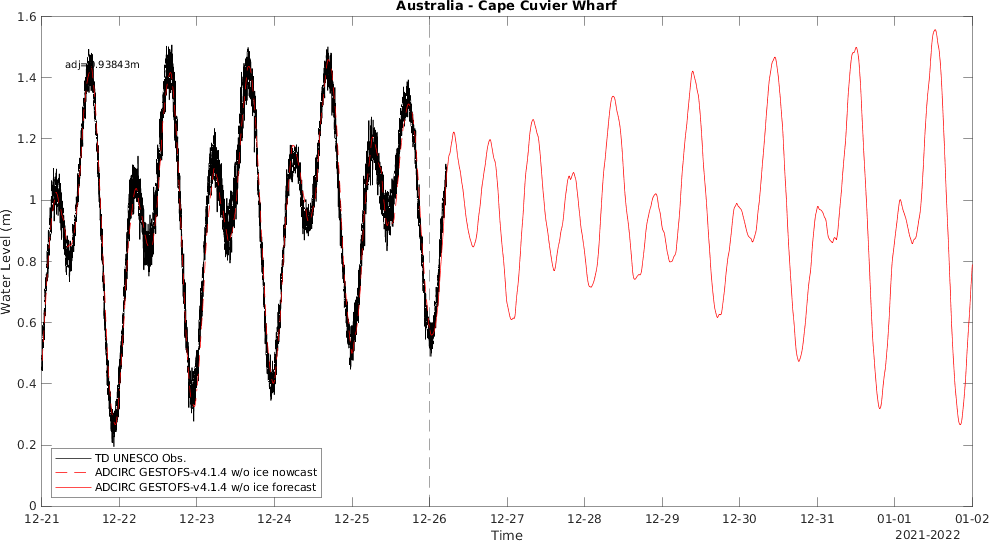 Australia - Cape Cuvier Wharf
1.6
1.4
1.2
1
0.8
0.6
0.4
0.2
0
Water Level (m)
adj=0.93843m
TD UNESCO Obs.
ADCIRC GESTOFS-v4.1.4 w/o ice nowcast
ADCIRC GESTOFS-v4.1.4 w/o ice forecast
12-21 12-22 12-23 12-24 12-25 12-26 12-27 12-28 12-29 12-30 12-31 01-01 01-02
Time
2021-2022